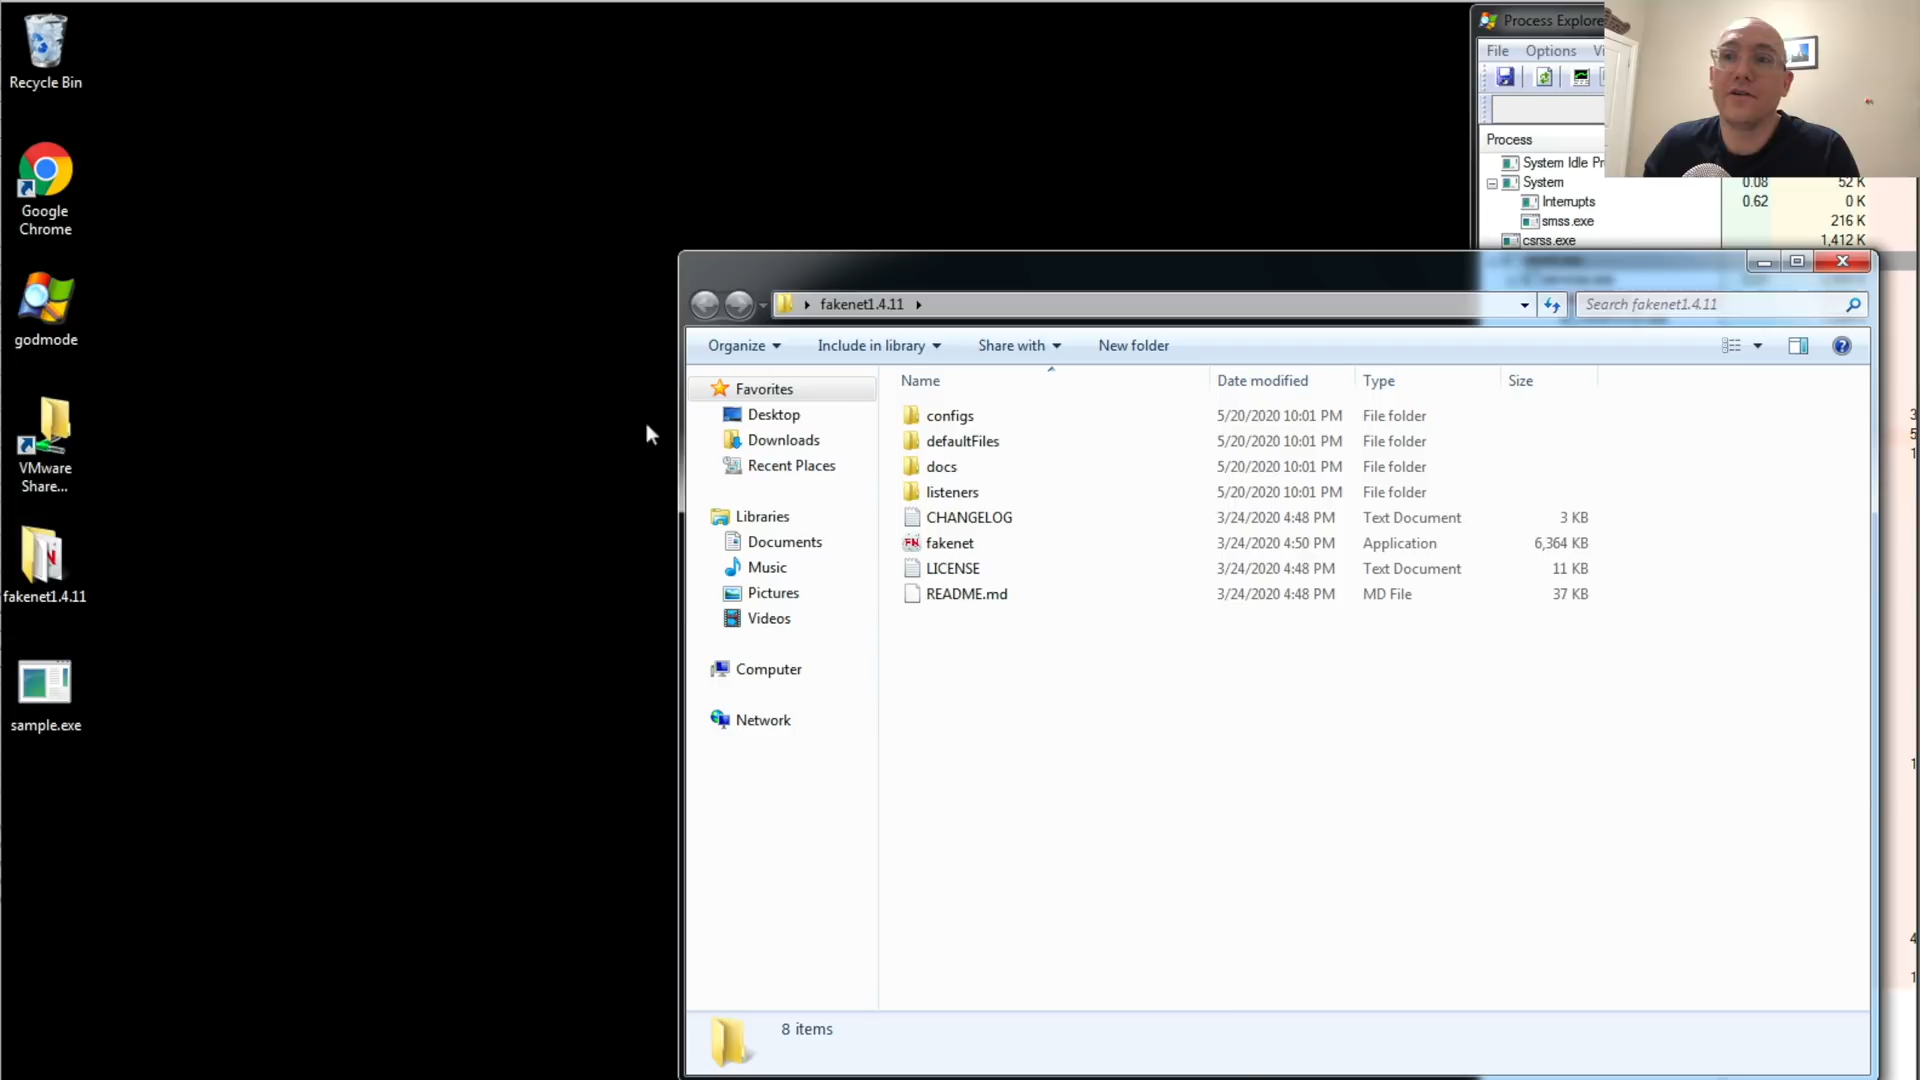 Recycle Bin
Google
Chrome
godmode
VMware
Share...
fakenet1.4.11
sample.exe
Process Explore
File Options Vi
Process
System Idle Pr
System 0.08 52 K
Interrupts 0.62 0 K
smss.exe 216 K
csrss.exe 1,412 K
fakenet1.4.11
Search fakenet1.4.11
Organize Include in library Share with New folder
Favorites
Desktop
Downloads
Recent Places
Libraries
Documents
Music
Pictures
Videos
Computer
Network
Name Date modified Type Size
configs 5/20/2020 10:01 PM File folder
defaultFiles 5/20/2020 10:01 PM File folder
docs 5/20/2020 10:01 PM File folder
listeners 5/20/2020 10:01 PM File folder
CHANGELOG 3/24/2020 4:48 PM Text Document 3 KB
fakenet 3/24/2020 4:50 PM Application 6,364 KB
LICENSE 3/24/2020 4:48 PM Text Document 11 KB
README.md 3/24/2020 4:48 PM MD File 37 KB
8 items